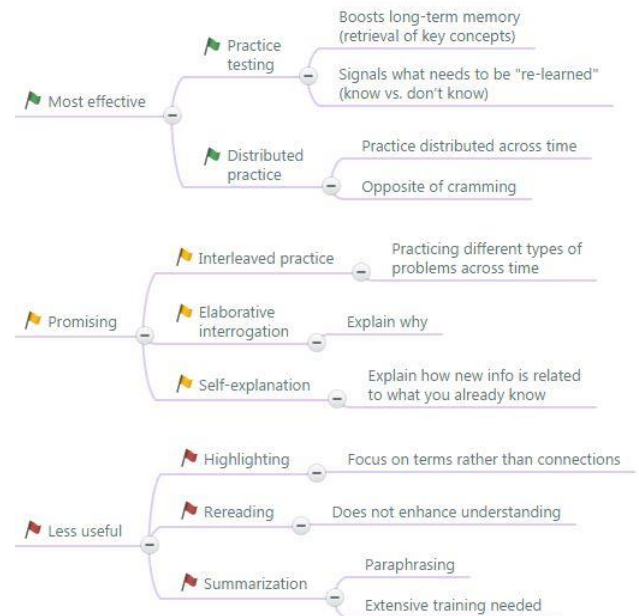 Most effective
Practice
testing
Boosts long-term memory
(retrieval of key concepts)
Signals what needs to be "re-learned"
(know vs. don't know)
Distributed
practice
Practice distributed across time
Opposite of cramming
Promising
Interleaved practice
Practicing different types of
problems across time
Elaborative
interrogation
Explain why
Self-explanation
Explain how new info is related
to what you already know
Less useful
Highlighting
Focus on terms rather than connections
Rereading
Does not enhance understanding
Summarization
Paraphrasing
Extensive training needed